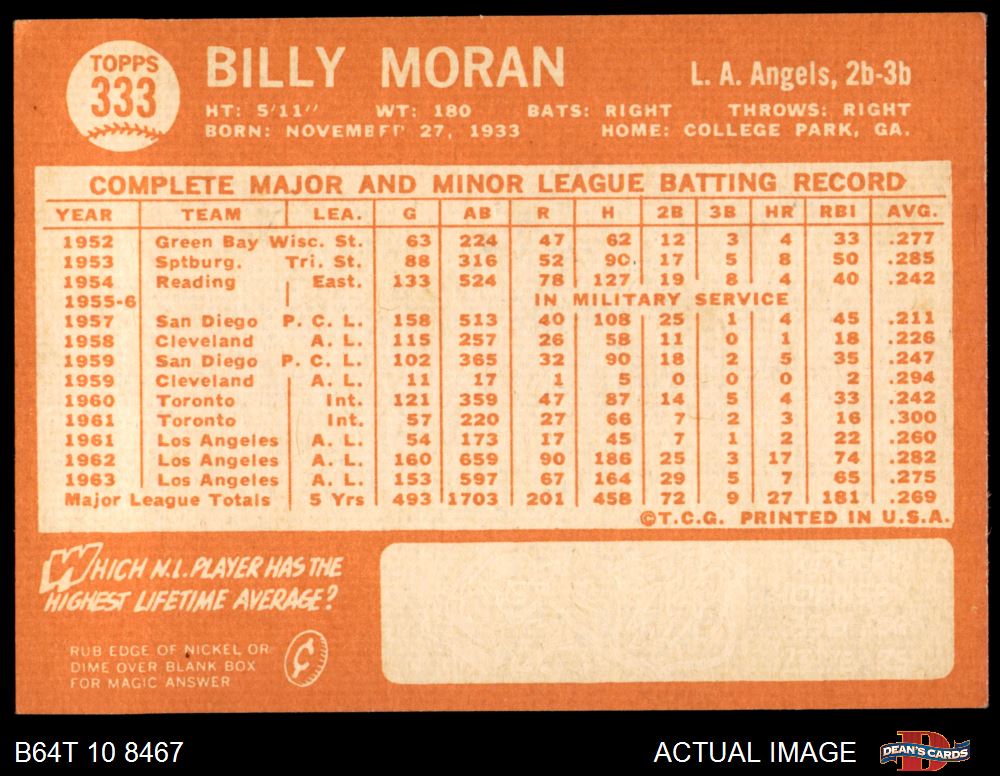 TOPPS
333
BILLY MORAN
L. A. Angels, 2b-3b
HT: 5'11" WT: 180 BATS: RIGHT THROWS: RIGHT
BORN: NOVEMBER 27, 1933 HOME: COLLEGE PARK, GA.
COMPLETE MAJOR AND MINOR LEAGUE BATTING RECORD
YEAR TEAM LEA. G AB R H 2B 3B HR RBI AVG.
1952 Green Bay Wisc. St. 63 224 47 62 12 3 4 33 .277
1953 Sptburg. Tri. St. 88 316 52 90 17 5 8 50 .285
1954 Reading East. 133 524 78 127 19 8 4 40 .242
1955-6 IN MILITARY SERVICE
1957 San Diego P. C. L. 158 513 40 108 25 1 4 45 .211
1958 Cleveland A. L. 115 257 26 58 11 0 1 18 .226
1959 San Diego P. C. L. 102 365 32 90 18 2 5 35 .247
1959 Cleveland A. L. 11 17 1 5 0 0 0 2 .294
1960 Toronto Int. 121 359 47 87 14 5 4 33 .242
1961 Toronto Int. 57 220 27 66 7 2 3 16 .300
1961 Los Angeles A. L. 54 173 17 45 7 1 2 22 .260
1962 Los Angeles A. L. 160 659 90 186 25 3 17 74 .282
1963 Los Angeles A. L. 153 597 67 164 29 5 7 65 .275
Major League Totals 5 Yrs 493 1703 201 458 72 9 27 181 .269
©T.C.G. PRINTED IN U.S.A.
WHICH N.L. PLAYER HAS THE
HIGHEST LIFETIME AVERAGE?
RUB EDGE OF NICKEL OR
DIME OVER BLANK BOX
FOR MAGIC ANSWER
¢
B64T 10 8467
ACTUAL IMAGE
D
DEAN'S CARDS